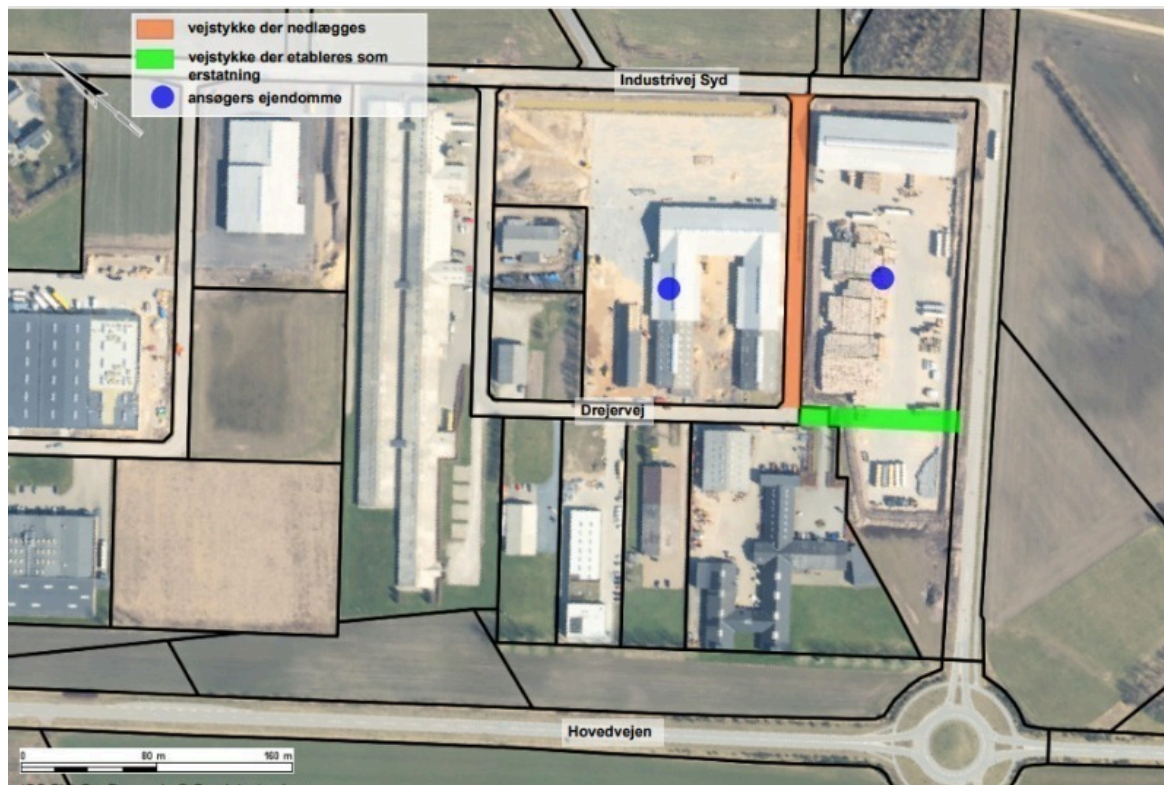 vejstykke der nedlægges
vejstykke der etableres som
erstatning
ansøgers ejendomme
Industrivej Syd
Drejervej
Hovedvejen
0 80 m 160 m